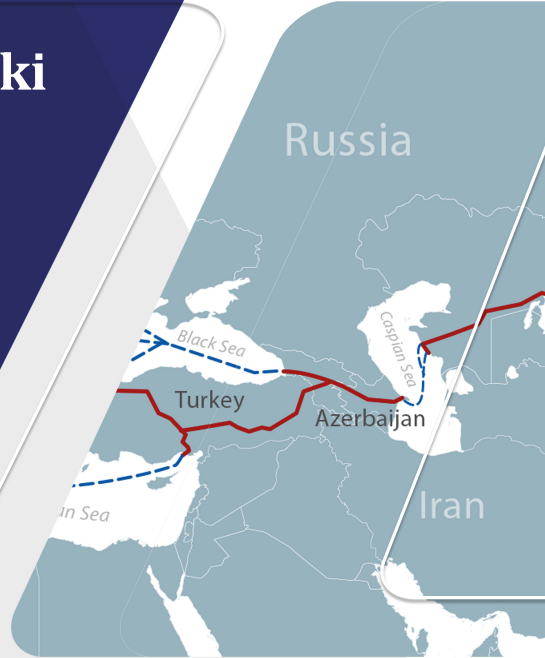 ki
Russia
Black Sea
Caspian Sea
Turkey
Azerbaijan
Iran
an Sea